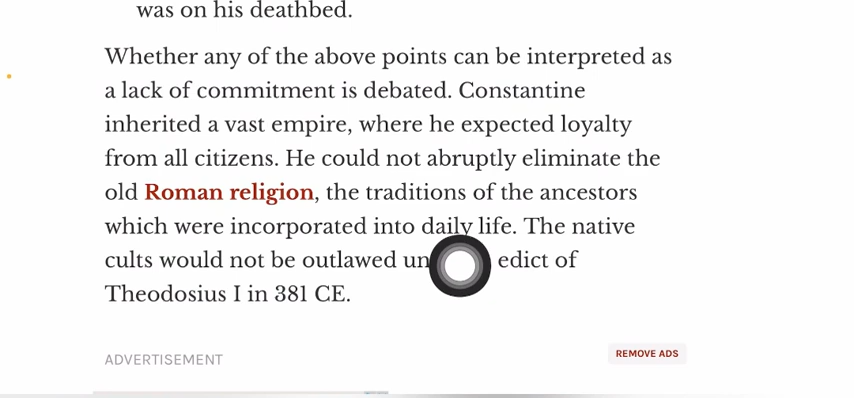 was on his deathbed.
Whether any of the above points can be interpreted as
a lack of commitment is debated. Constantine
inherited a vast empire, where he expected loyalty
from all citizens. He could not abruptly eliminate the
old Roman religion, the traditions of the ancestors
which were incorporated into daily life. The native
cults would not be outlawed edict of
Theodosius I in 381 CE.
ADVERTISEMENT
REMOVE ADS